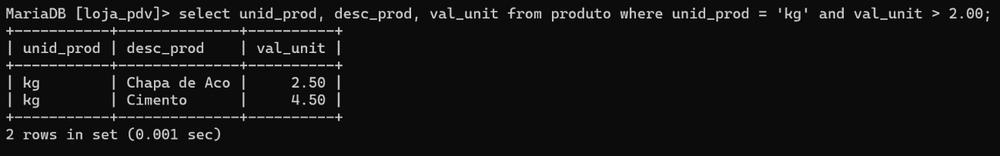 MariaDB [loja_pdv]> select unid_prod, desc_prod, val_unit from produto where unid_prod = 'kg' and val_unit > 2.00;
+-----------+--------------+----------+
| unid_prod | desc_prod    | val_unit |
+-----------+--------------+----------+
| kg        | Chapa de Aco |     2.50 |
| kg        | Cimento      |     4.50 |
+-----------+--------------+----------+
2 rows in set (0.001 sec)